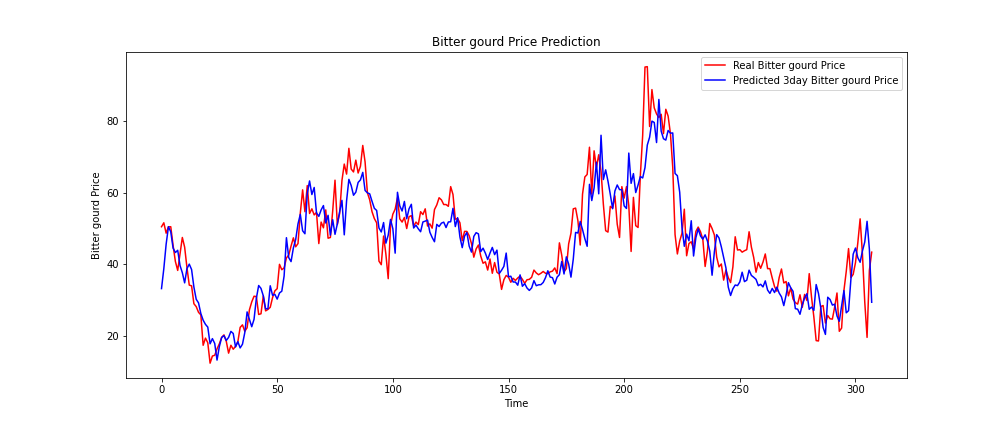 Bitter gourd Price Prediction
Real Bitter gourd Price
Predicted 3day Bitter gourd Price
Bitter gourd Price
80
60
40
20
0
50
100
150
200
250
300
Time